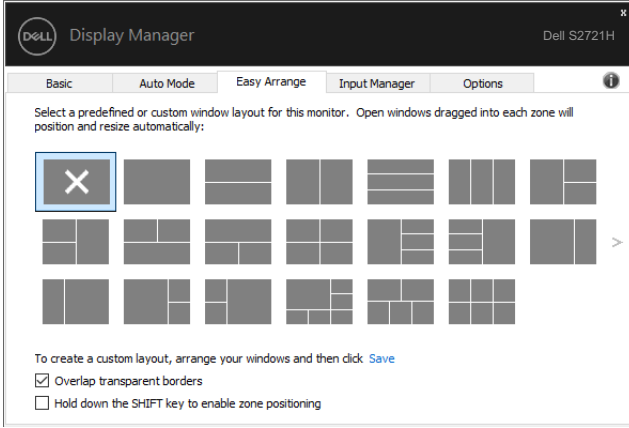 x
DELL Display Manager Dell S2721H
Basic Auto Mode Easy Arrange Input Manager Options i
Select a predefined or custom window layout for this monitor. Open windows dragged into each zone will
position and resize automatically:
>
To create a custom layout, arrange your windows and then click Save
Overlap transparent borders
Hold down the SHIFT key to enable zone positioning